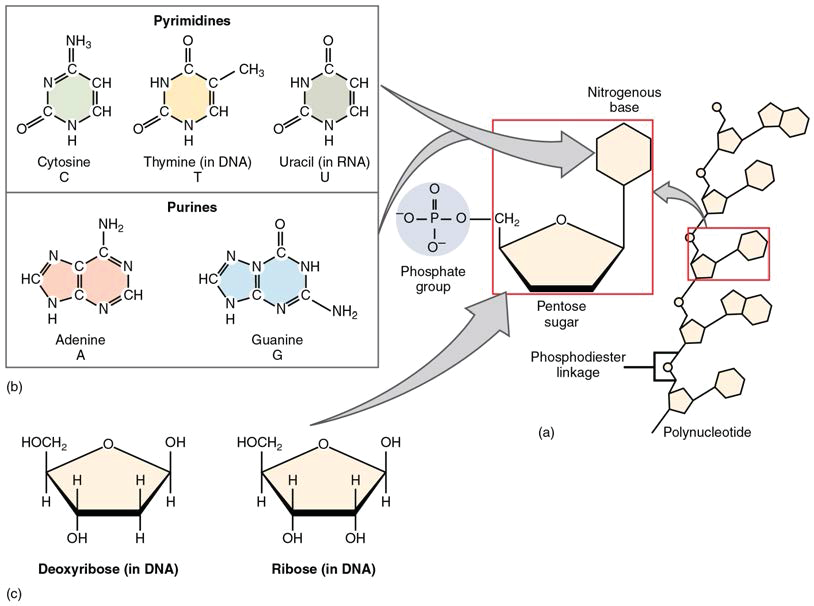 Pyrimidines
NH3
N
C
CH
C
CH
O
N
H
Cytosine
C
O
C
HN
C
CH3
C
CH
O
N
H
Thymine (in DNA)
T
O
C
HN
CH
C
CH
O
N
H
Uracil (in RNA)
U
Purines
NH2
N
C
C
N
HC
C
CH
N
H
N
Adenine
A
O
N
C
N
NH
HC
C
C
N
H
N
NH2
Guanine
G
(b)
Nitrogenous
base
O
−O
P
O
CH2
O
O−
Phosphate
group
Pentose
sugar
Phosphodiester
linkage
(a)
Polynucleotide
HOCH2
O
OH
H
H
H
H
OH
H
Deoxyribose (in DNA)
HOCH2
O
OH
H
H
H
H
OH
OH
Ribose (in DNA)
(c)